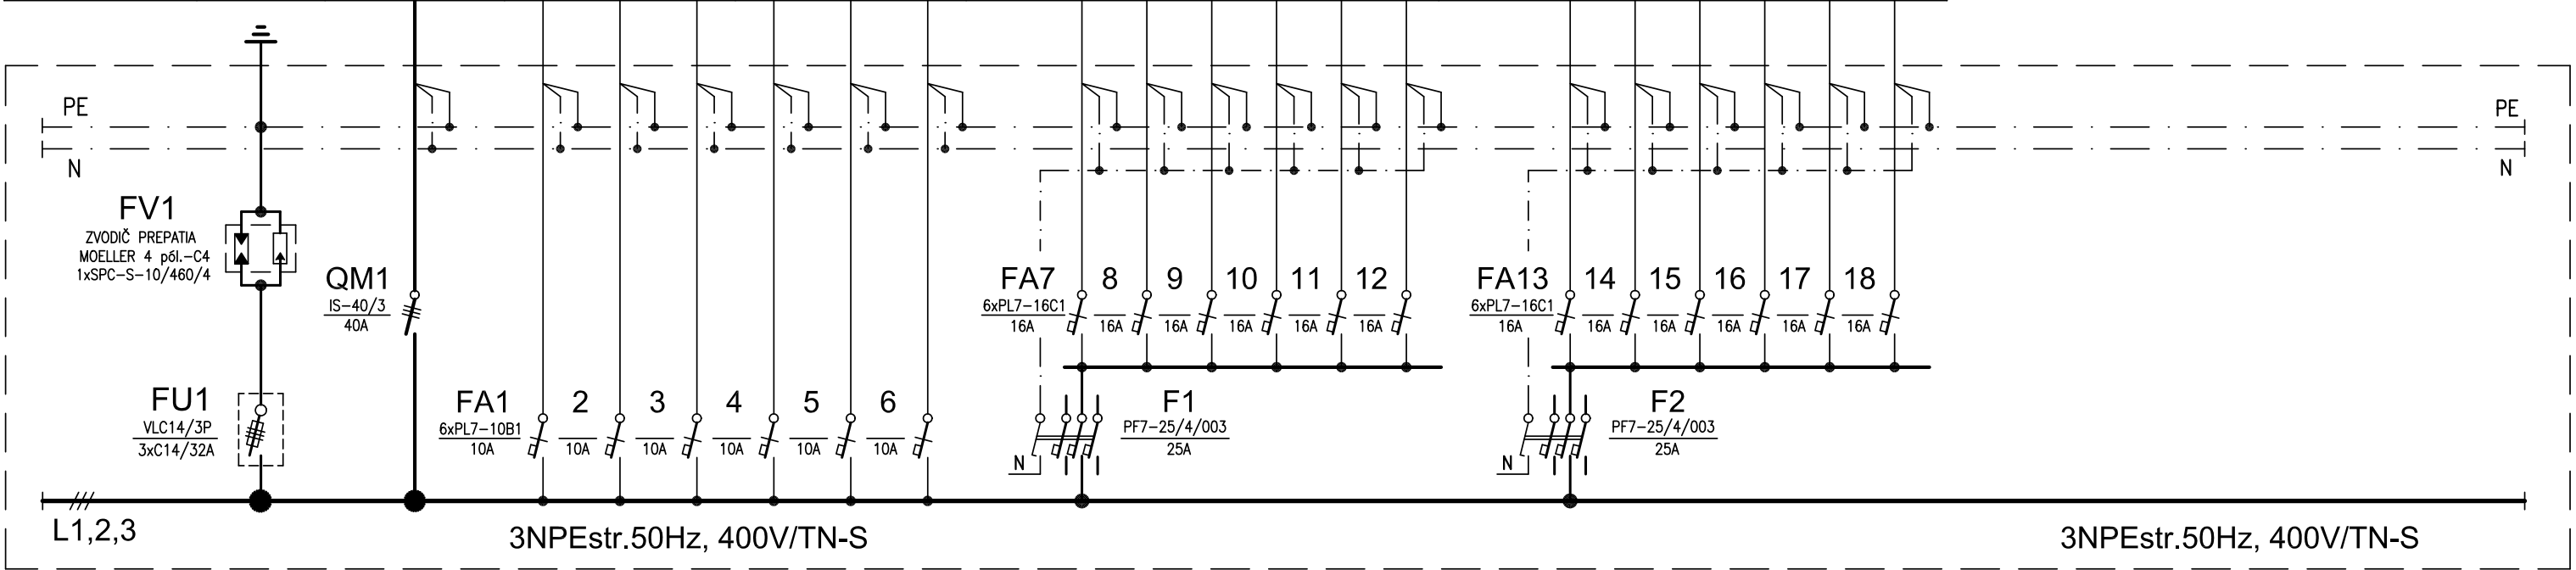 PE
PE
N
N
FV1
ZVODIČ PREPATIA
MOELLER 4 pól.-C4
1xSPC-S-10/460/4
QM1
IS-40/3
40A
FA7 8 9 10 11 12
6xPL7-16C1
16A 16A 16A 16A 16A 16A
FA13 14 15 16 17 18
6xPL7-16C1
16A 16A 16A 16A 16A 16A
FU1
VLC14/3P
3xC14/32A
FA1 2 3 4 5 6
6xPL7-10B1
10A 10A 10A 10A 10A 10A
F1
PF7-25/4/003
25A
N
F2
PF7-25/4/003
25A
N
L1,2,3
3NPEstr.50Hz, 400V/TN-S
3NPEstr.50Hz, 400V/TN-S